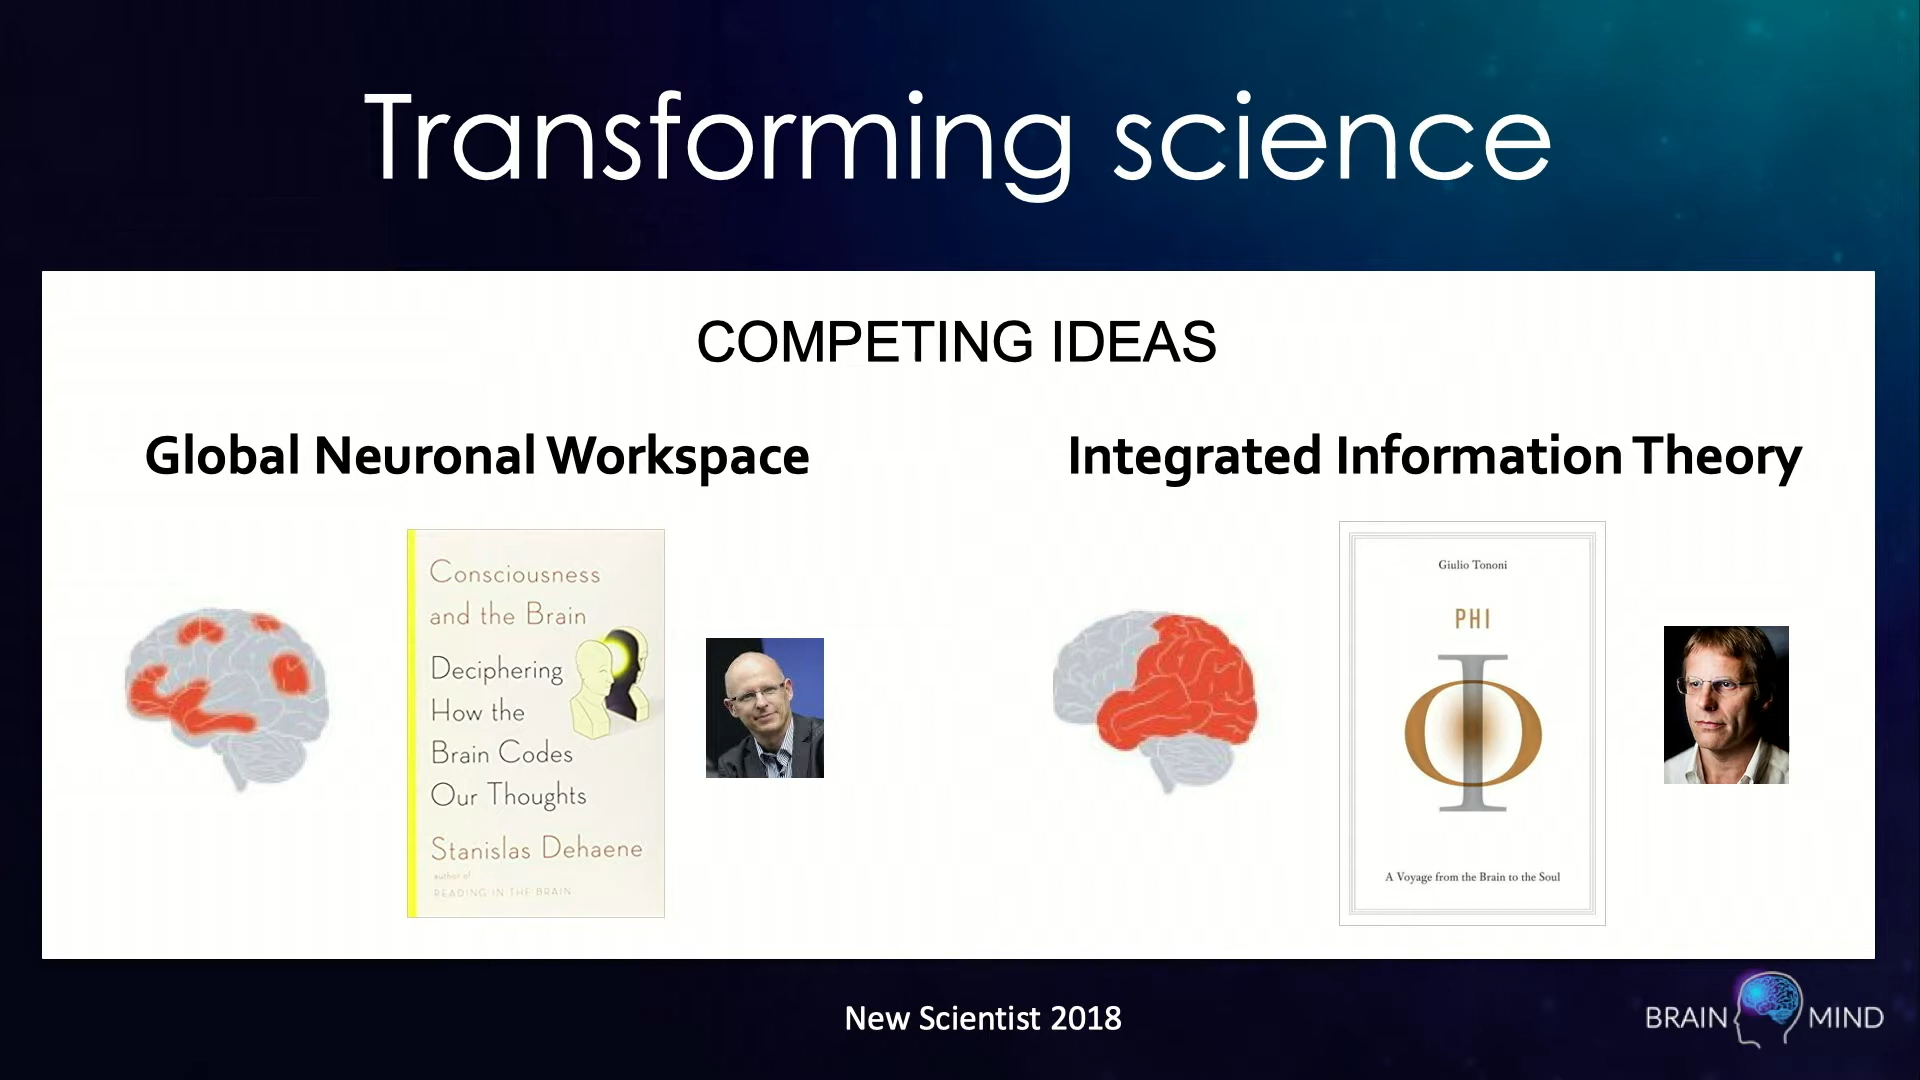 Transforming science
COMPETING IDEAS
Global Neuronal Workspace
Integrated Information Theory
Consciousness
and the Brain
Deciphering
How the
Brain Codes
Our Thoughts
Stanislas Dehaene
author of
READING IN THE BRAIN
Giulio Tononi
PHI
Φ
A Voyage from the Brain to the Soul
New Scientist 2018
BRAIN MIND